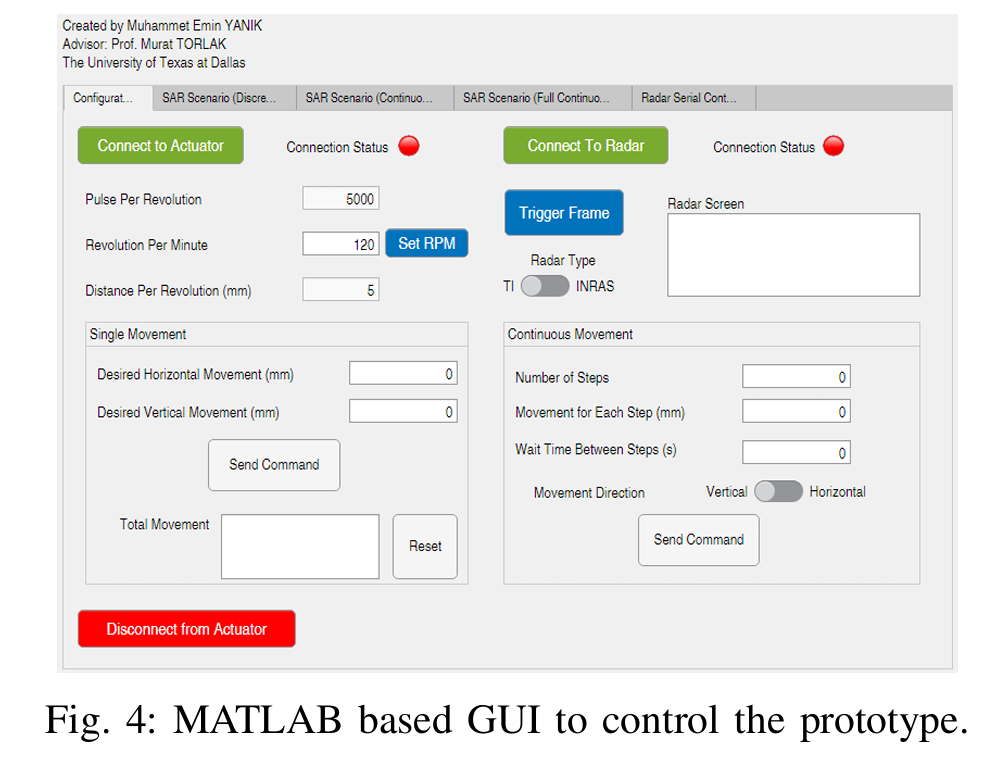 Created by Muhammet Emin YANIK
Advisor: Prof. Murat TORLAK
The University of Texas at Dallas
Configurat... SAR Scenario (Discre... SAR Scenario (Continuo... SAR Scenario (Full Continuo... Radar Serial Cont...
Connect to Actuator Connection Status Connect To Radar Connection Status
Pulse Per Revolution 5000
Revolution Per Minute 120 Set RPM
Distance Per Revolution (mm) 5
Trigger Frame
Radar Screen
Radar Type
TI INRAS
Single Movement
Desired Horizontal Movement (mm) 0
Desired Vertical Movement (mm) 0
Send Command
Total Movement
Reset
Continuous Movement
Number of Steps 0
Movement for Each Step (mm) 0
Wait Time Between Steps (s) 0
Movement Direction Vertical Horizontal
Send Command
Disconnect from Actuator
Fig. 4: MATLAB based GUI to control the prototype.